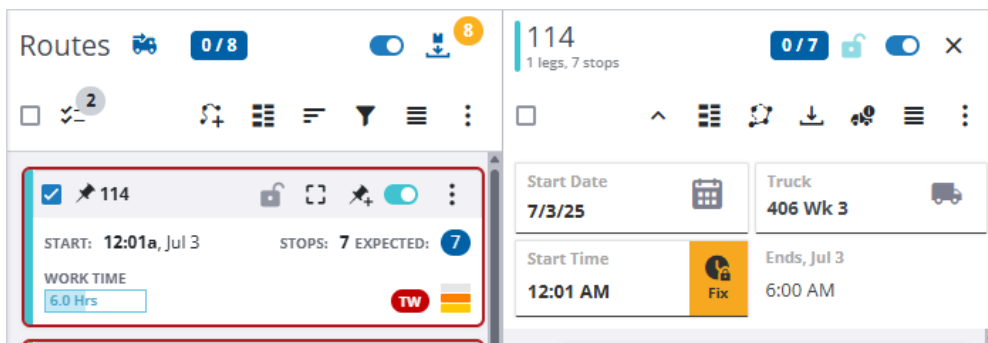 Routes 0 / 8 8
2
114
START: 12:01a, Jul 3 STOPS: 7 EXPECTED: 7
WORK TIME
6.0 Hrs
TW
114 0 / 7
1 legs, 7 stops
Start Date
7/3/25
Truck
406 Wk 3
Start Time
12:01 AM
Fix
Ends, Jul 3
6:00 AM